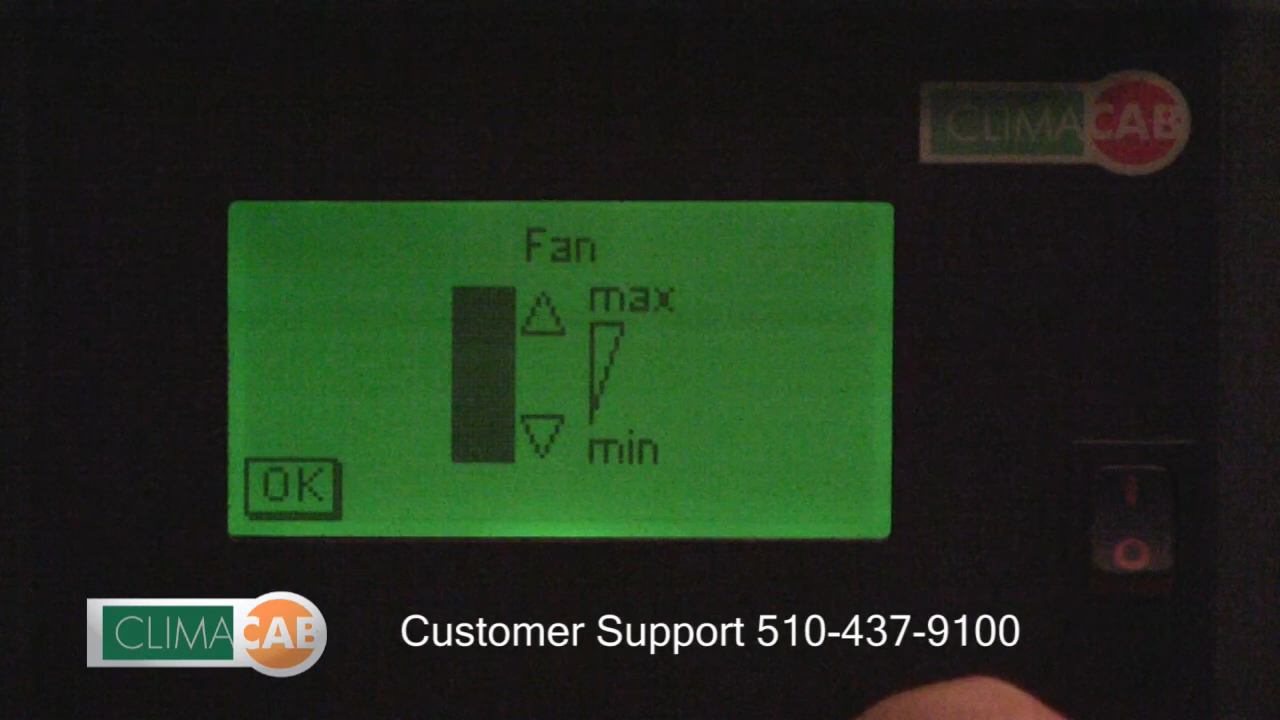 CLIMACAB
Fan
max
min
OK
CLIMACAB
Customer Support 510-437-9100